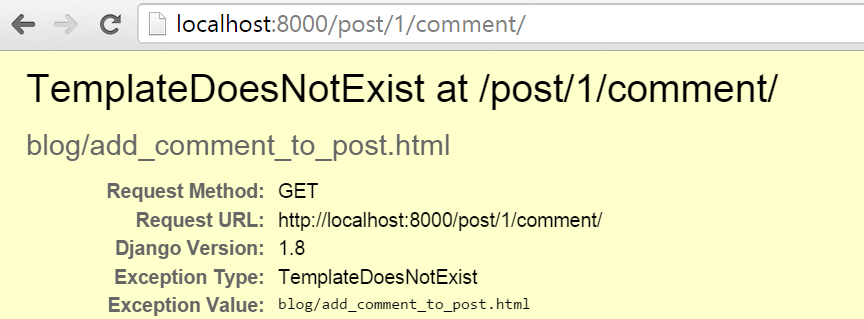 localhost:8000/post/1/comment/
TemplateDoesNotExist at /post/1/comment/
blog/add_comment_to_post.html
Request Method: GET
Request URL: http://localhost:8000/post/1/comment/
Django Version: 1.8
Exception Type: TemplateDoesNotExist
Exception Value: blog/add_comment_to_post.html